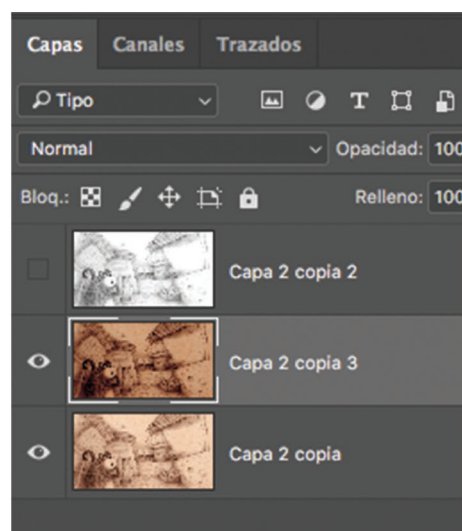 Capas Canales Trazados
Tipo
T
Normal Opacidad: 100
Bloq.: Relleno: 100
Capa 2 copia 2
Capa 2 copia 3
Capa 2 copia